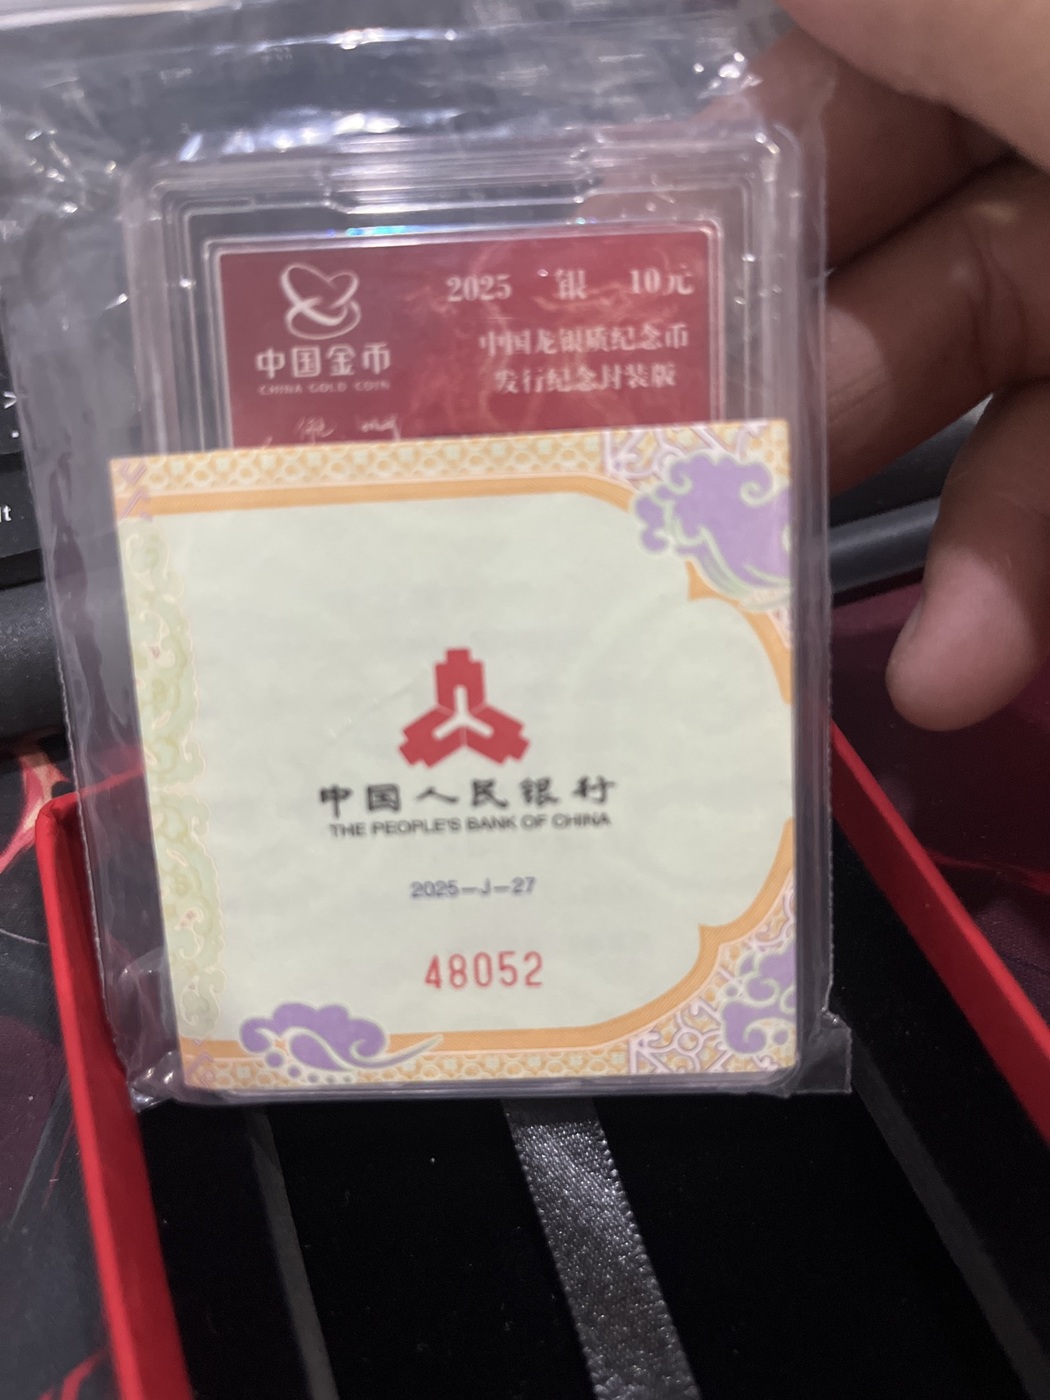 中国金币
CHINA GOLD COIN
2025 银 10元
中国龙银质纪念币
发行纪念封装版
中国人民银行
THE PEOPLE'S BANK OF CHINA
2025-J-27
48052
lt